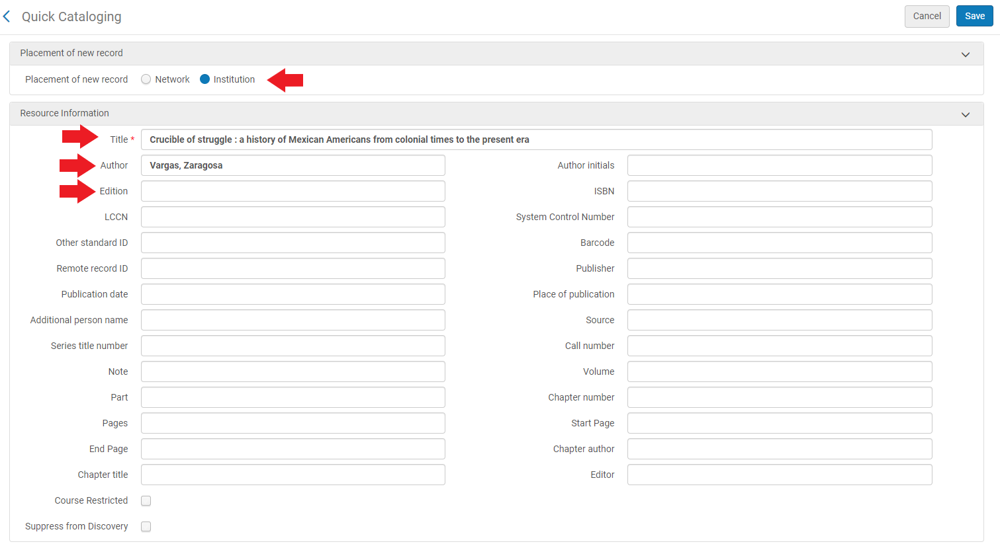 Quick Cataloging Cancel Save
Placement of new record
Placement of new record Network Institution
Resource Information
Title * Crucible of struggle : a history of Mexican Americans from colonial times to the present era
Author Vargas, Zaragosa Author initials
Edition ISBN
LCCN System Control Number
Other standard ID Barcode
Remote record ID Publisher
Publication date Place of publication
Additional person name Source
Series title number Call number
Note Volume
Part Chapter number
Pages Start Page
End Page Chapter author
Chapter title Editor
Course Restricted
Suppress from Discovery